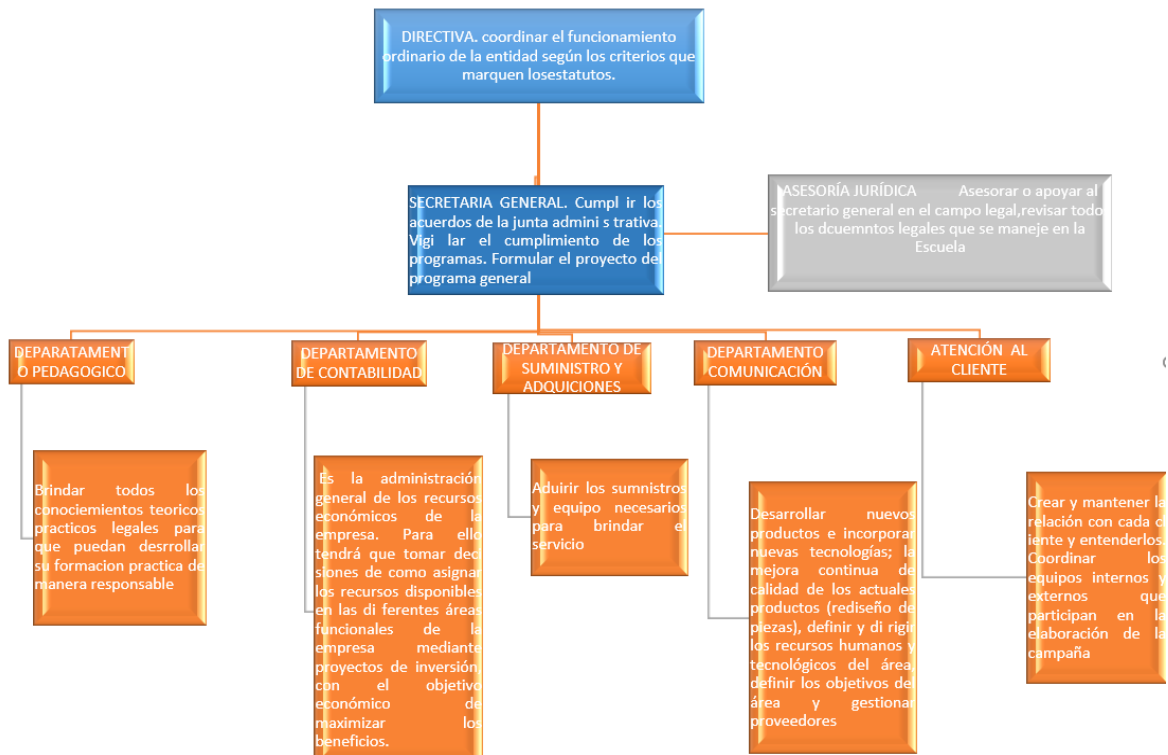 DIRECTIVA. coordinar el funcionamiento
ordinario de la entidad según los criterios que
marquen losestatutos.
SECRETARIA GENERAL. Cumpl ir los
acuerdos de la junta admini s trativa.
Vigi lar el cumplimiento de los
programas. Formular el proyecto del
programa general
ASESORÍA JURÍDICA Asesorar o apoyar al
secretario general en el campo legal,revisar todo
los dcuemntos legales que se maneje en la
Escuela
DEPARATAMENT
O PEDAGOGICO
DEPARTAMENTO
DE CONTABILIDAD
DEPARTAMENTO DE
SUMINISTRO Y
ADQUICIONES
DEPARTAMENTO
COMUNICACIÓN
ATENCIÓN AL
CLIENTE
Brindar todos los
conociemientos teoricos
practicos legales para
que puedan desrrollar
su formacion practica de
manera responsable
Es la administración
general de los recursos
económicos de la
empresa. Para ello
tendrá que tomar deci
siones de como asignar
los recursos disponibles
en las di ferentes áreas
funcionales de la
empresa mediante
proyectos de inversión,
con el objetivo
económico de
maximizar los
beneficios.
Aduirir los sumnistros
y equipo necesarios
para brindar el
servicio
Desarrollar nuevos
productos e incorporar
nuevas tecnologías; la
mejora continua de
calidad de los actuales
productos (rediseño de
piezas), definir y di rigir
los recursos humanos y
tecnológicos del área,
definir los objetivos del
área y gestionar
proveedores
Crear y mantener la
relación con cada cl
iente y entenderlos.
Coordinar los
equipos internos y
externos que
participan en la
elaboración de la
campaña